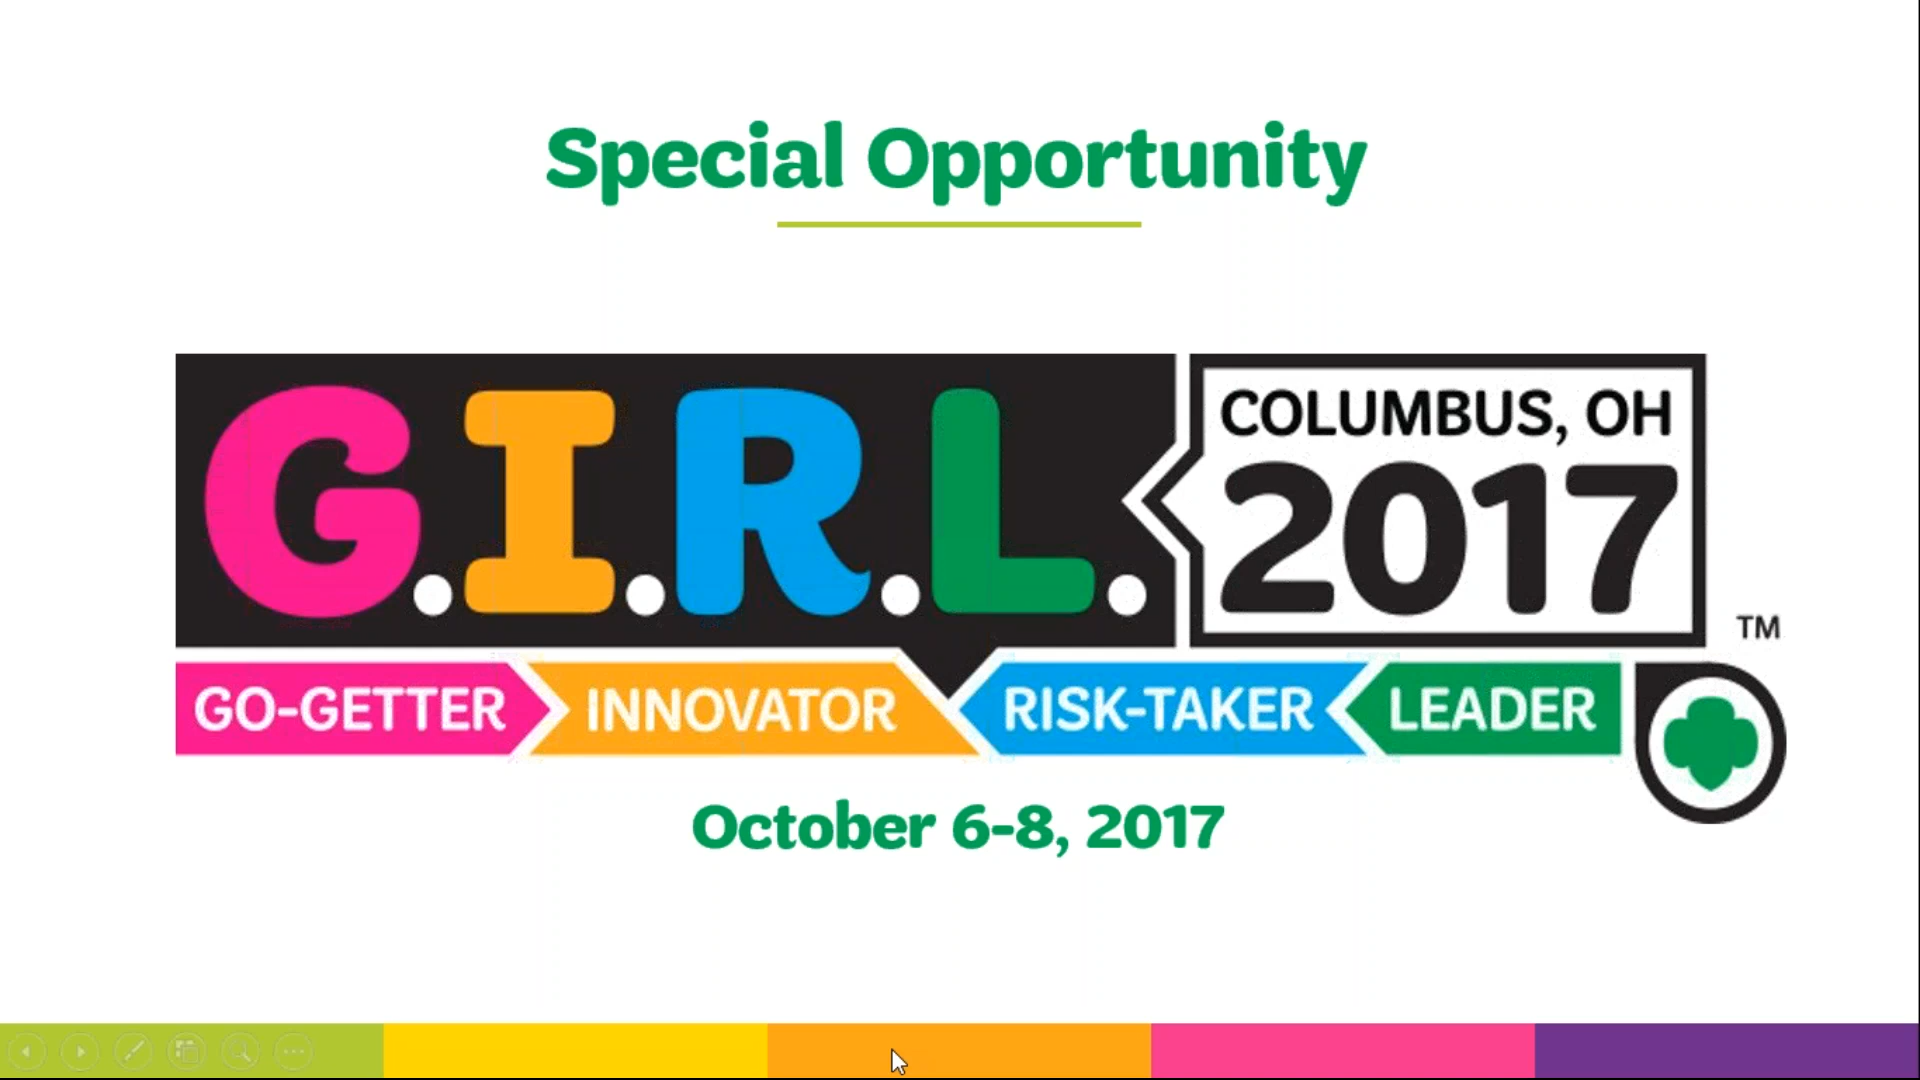 Special Opportunity
G.I.R.L.
COLUMBUS, OH
2017
TM
GO-GETTER INNOVATOR RISK-TAKER LEADER
October 6-8, 2017